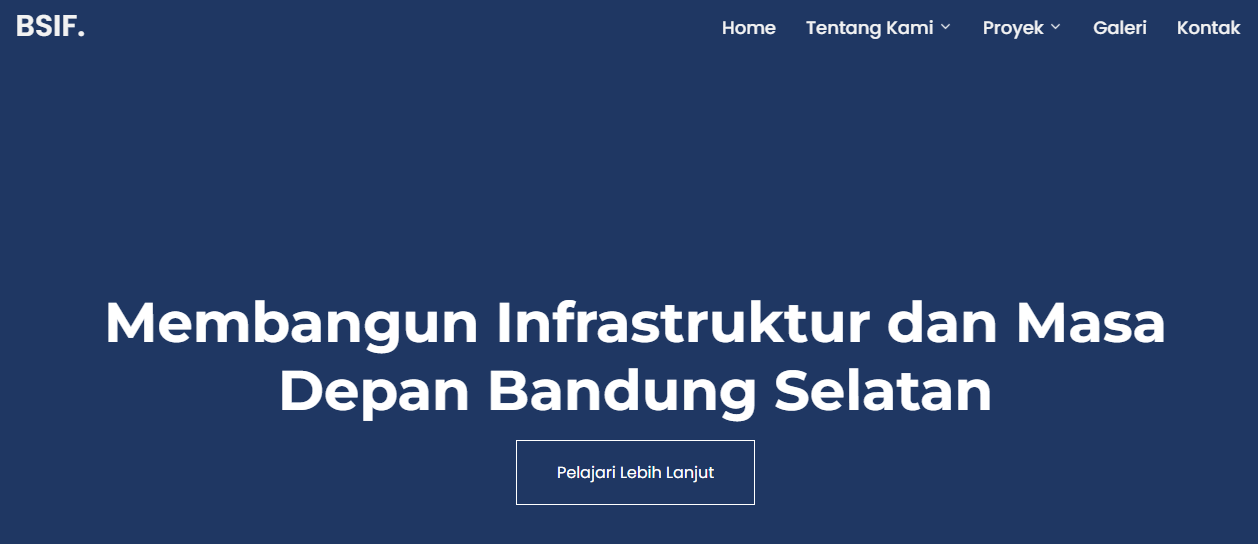 BSIF.
Home Tentang Kami Proyek Galeri Kontak
Membangun Infrastruktur dan Masa
Depan Bandung Selatan
Pelajari Lebih Lanjut